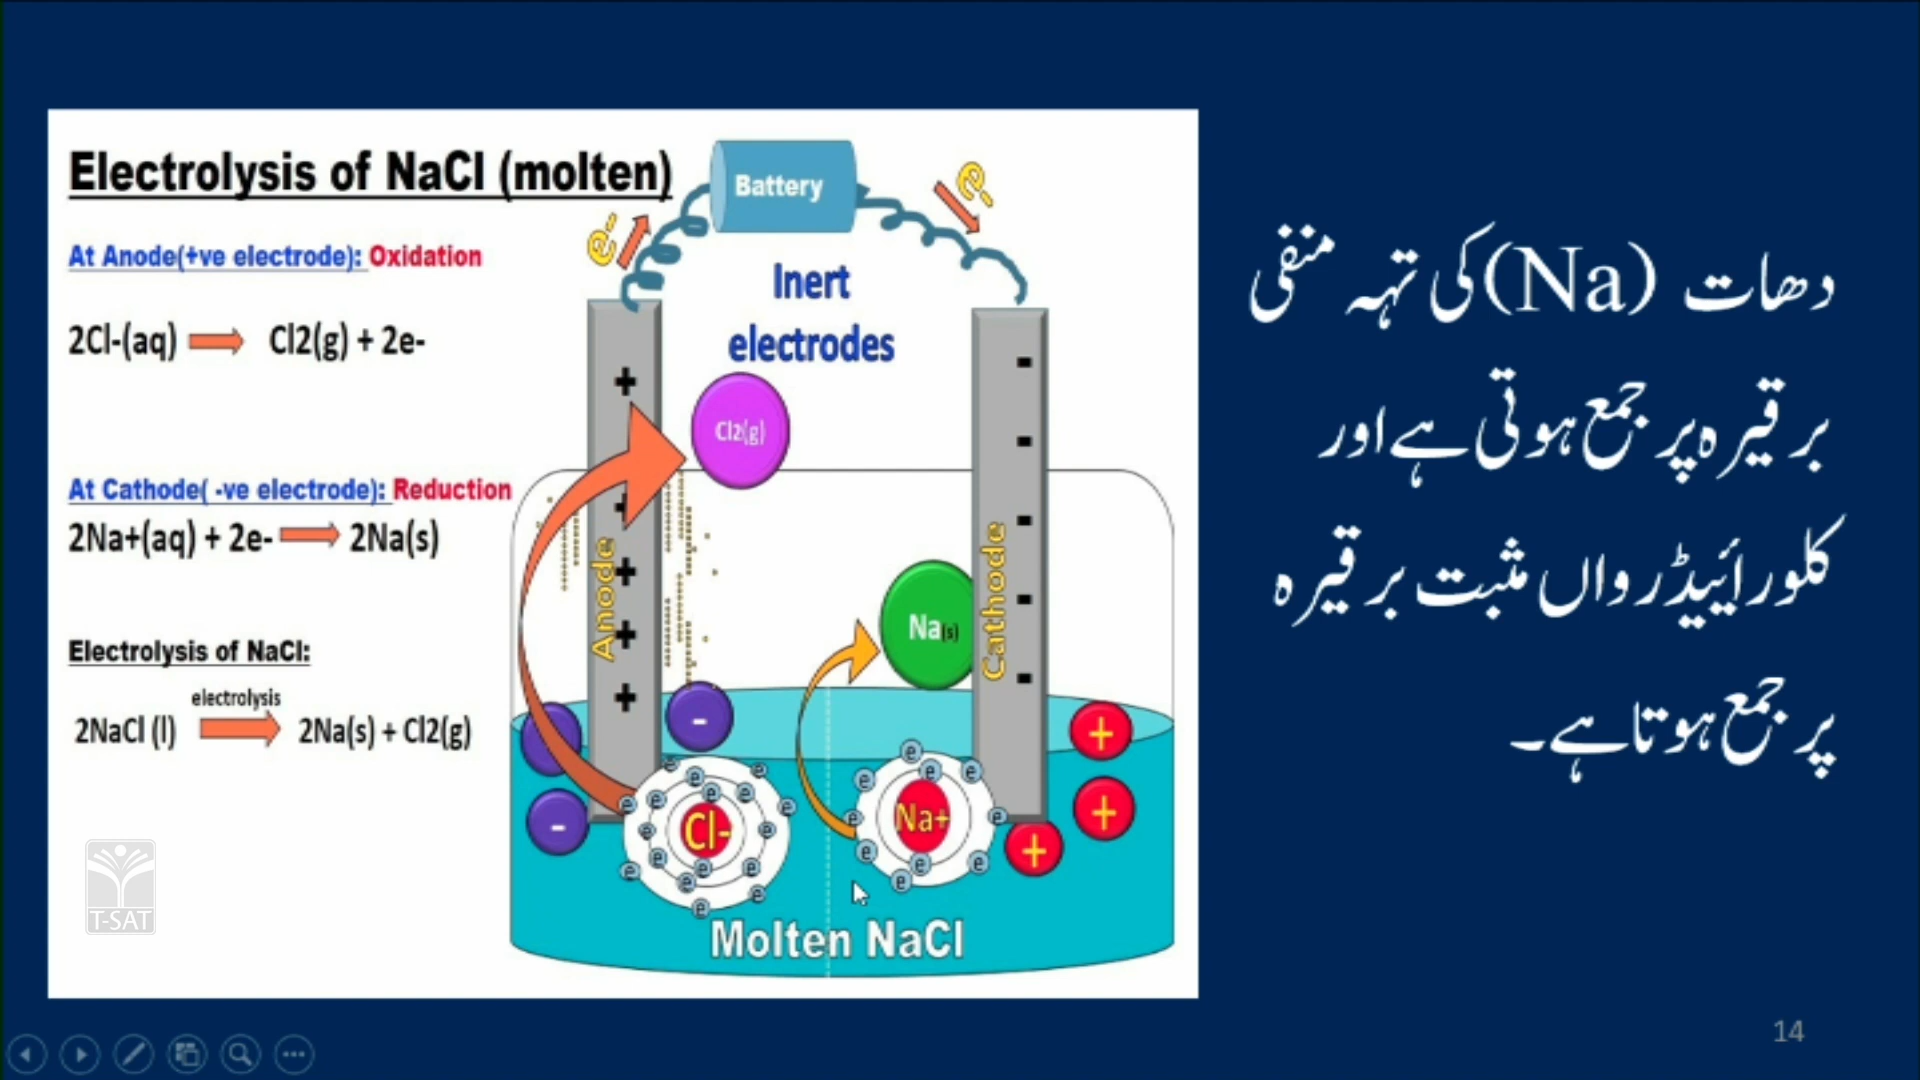 Electrolysis of NaCl (molten)
At Anode(+ve electrode): Oxidation
2Cl-(aq) Cl2(g) + 2e-
At Cathode( -ve electrode): Reduction
2Na+(aq) + 2e- 2Na(s)
Electrolysis of NaCl:
electrolysis
2NaCl (l) 2Na(s) + Cl2(g)
Battery
e-
e-
Inert
electrodes
+
+
+
+
-
-
-
-
-
Cl2(g)
Anode
Cathode
Na(s)
-
-
+
+
+
Cl-
Na+
e
Molten NaCl
T-SAT
دھات (Na) کی تہہ منفی
برقیرہ پر جمع ہوتی ہے اور
کلورائیڈ رواں مثبت برقیرہ
پر جمع ہوتا ہے۔
14